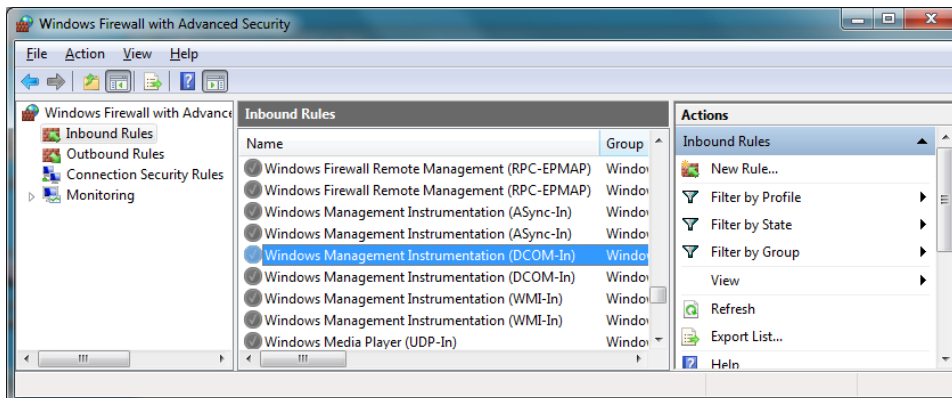 Windows Firewall with Advanced Security
File Action View Help
Windows Firewall with Advance
Inbound Rules
Outbound Rules
Connection Security Rules
Monitoring
Inbound Rules
Name Group
Windows Firewall Remote Management (RPC-EPMAP) Windo
Windows Firewall Remote Management (RPC-EPMAP) Windo
Windows Management Instrumentation (ASync-In) Windo
Windows Management Instrumentation (ASync-In) Windo
Windows Management Instrumentation (DCOM-In) Windo
Windows Management Instrumentation (DCOM-In) Windo
Windows Management Instrumentation (WMI-In) Windo
Windows Management Instrumentation (WMI-In) Windo
Windows Media Player (UDP-In) Windo
Actions
Inbound Rules
New Rule...
Filter by Profile
Filter by State
Filter by Group
View
Refresh
Export List...
Help